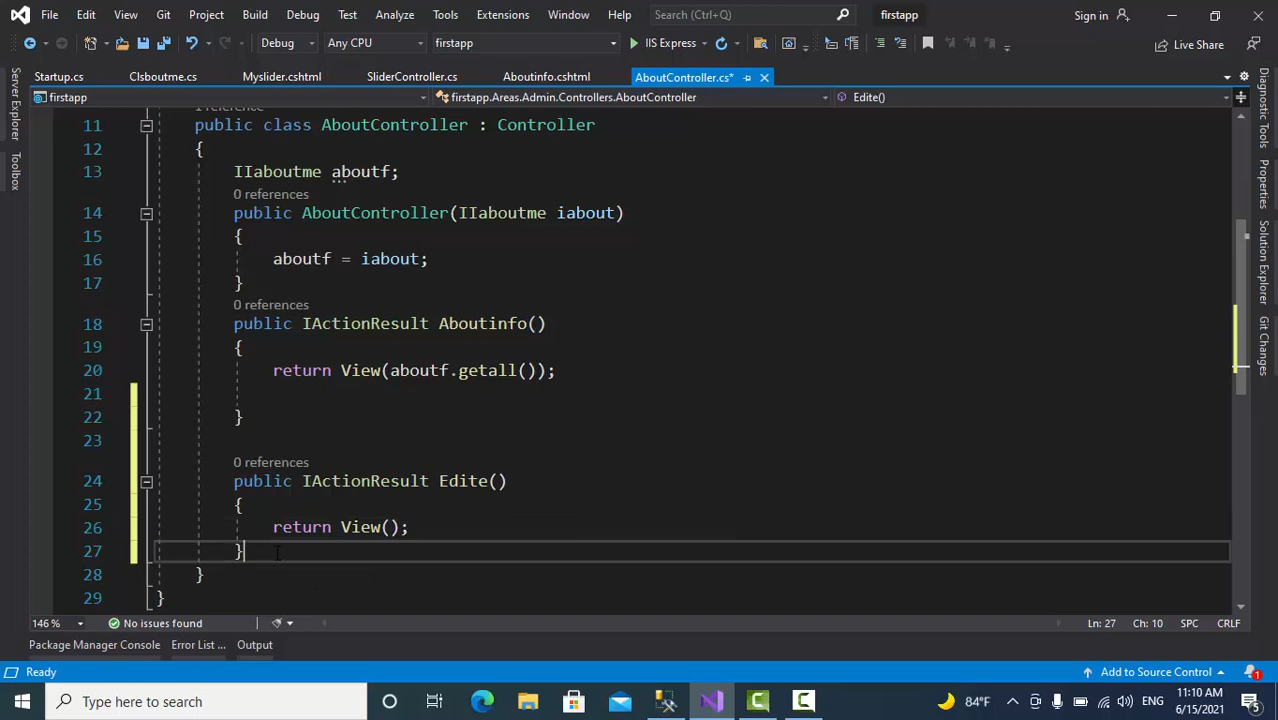 File Edit View Git Project Build Debug Test Analyze Tools Extensions Window Help Search (Ctrl+Q) firstapp Sign in
Debug Any CPU firstapp IIS Express Live Share
Startup.cs Clsboutme.cs Myslider.cshtml SliderController.cs Aboutinfo.cshtml AboutController.cs*
firstapp firstapp.Areas.Admin.Controllers.AboutController Edite()
Server Explorer
Toolbox
11 public class AboutController : Controller
12 {
13 IIaboutme aboutf;
0 references
14 public AboutController(IIaboutme iabout)
15 {
16 aboutf = iabout;
17 }
0 references
18 public IActionResult Aboutinfo()
19 {
20 return View(aboutf.getall());
21
22 }
23
0 references
24 public IActionResult Edite()
25 {
26 return View();
27 }
28 }
29 }
Diagnostic Tools
Properties
Solution Explorer
Git Changes
146 % No issues found Ln: 27 Ch: 10 SPC CRLF
Package Manager Console Error List ... Output
Ready Add to Source Control 1
Type here to search 84°F ENG 11:10 AM
6/15/2021 5